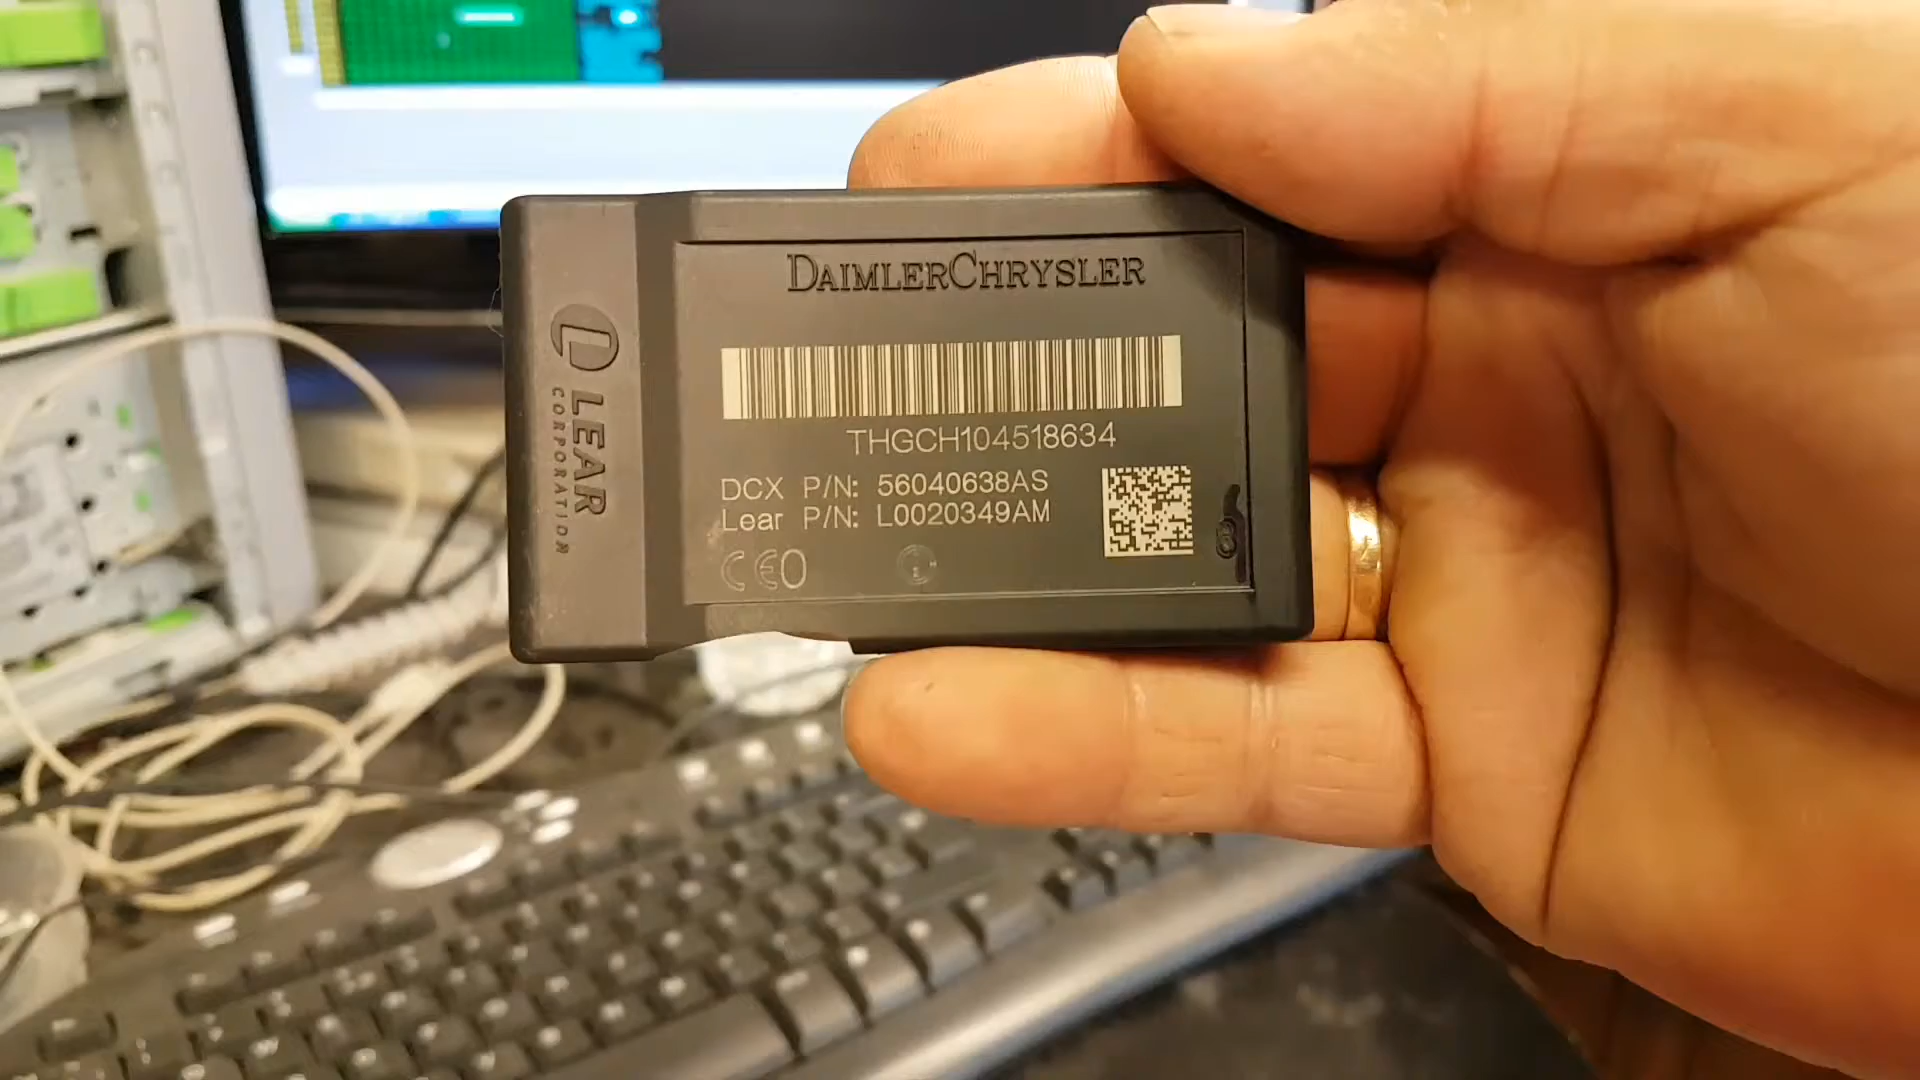 DAIMLERCHRYSLER
THGCH104518634
DCX P/N: 56040638AS
Lear P/N: L0020349AM
CE0
LEAR
CORPORATION